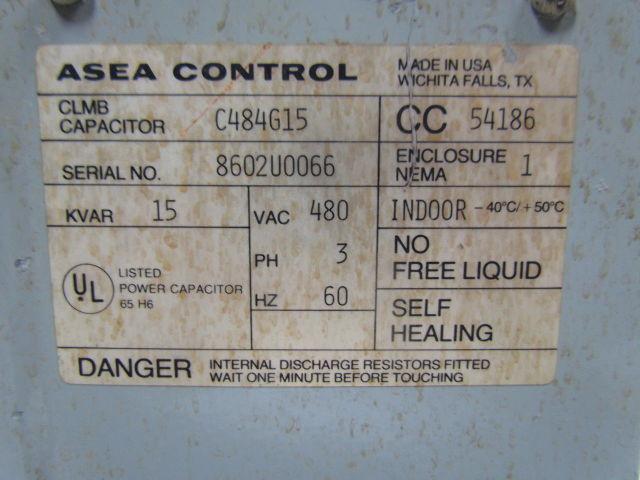 ASEA CONTROL
MADE IN USA
WICHITA FALLS, TX
CLMB
CAPACITOR C484G15
CC 54186
SERIAL NO. 8602U0066
ENCLOSURE
NEMA 1
KVAR 15
VAC 480
INDOOR -40°C/+50°C
PH 3
NO
FREE LIQUID
UL
LISTED
POWER CAPACITOR
65 H6
HZ 60
SELF
HEALING
DANGER INTERNAL DISCHARGE RESISTORS FITTED
WAIT ONE MINUTE BEFORE TOUCHING